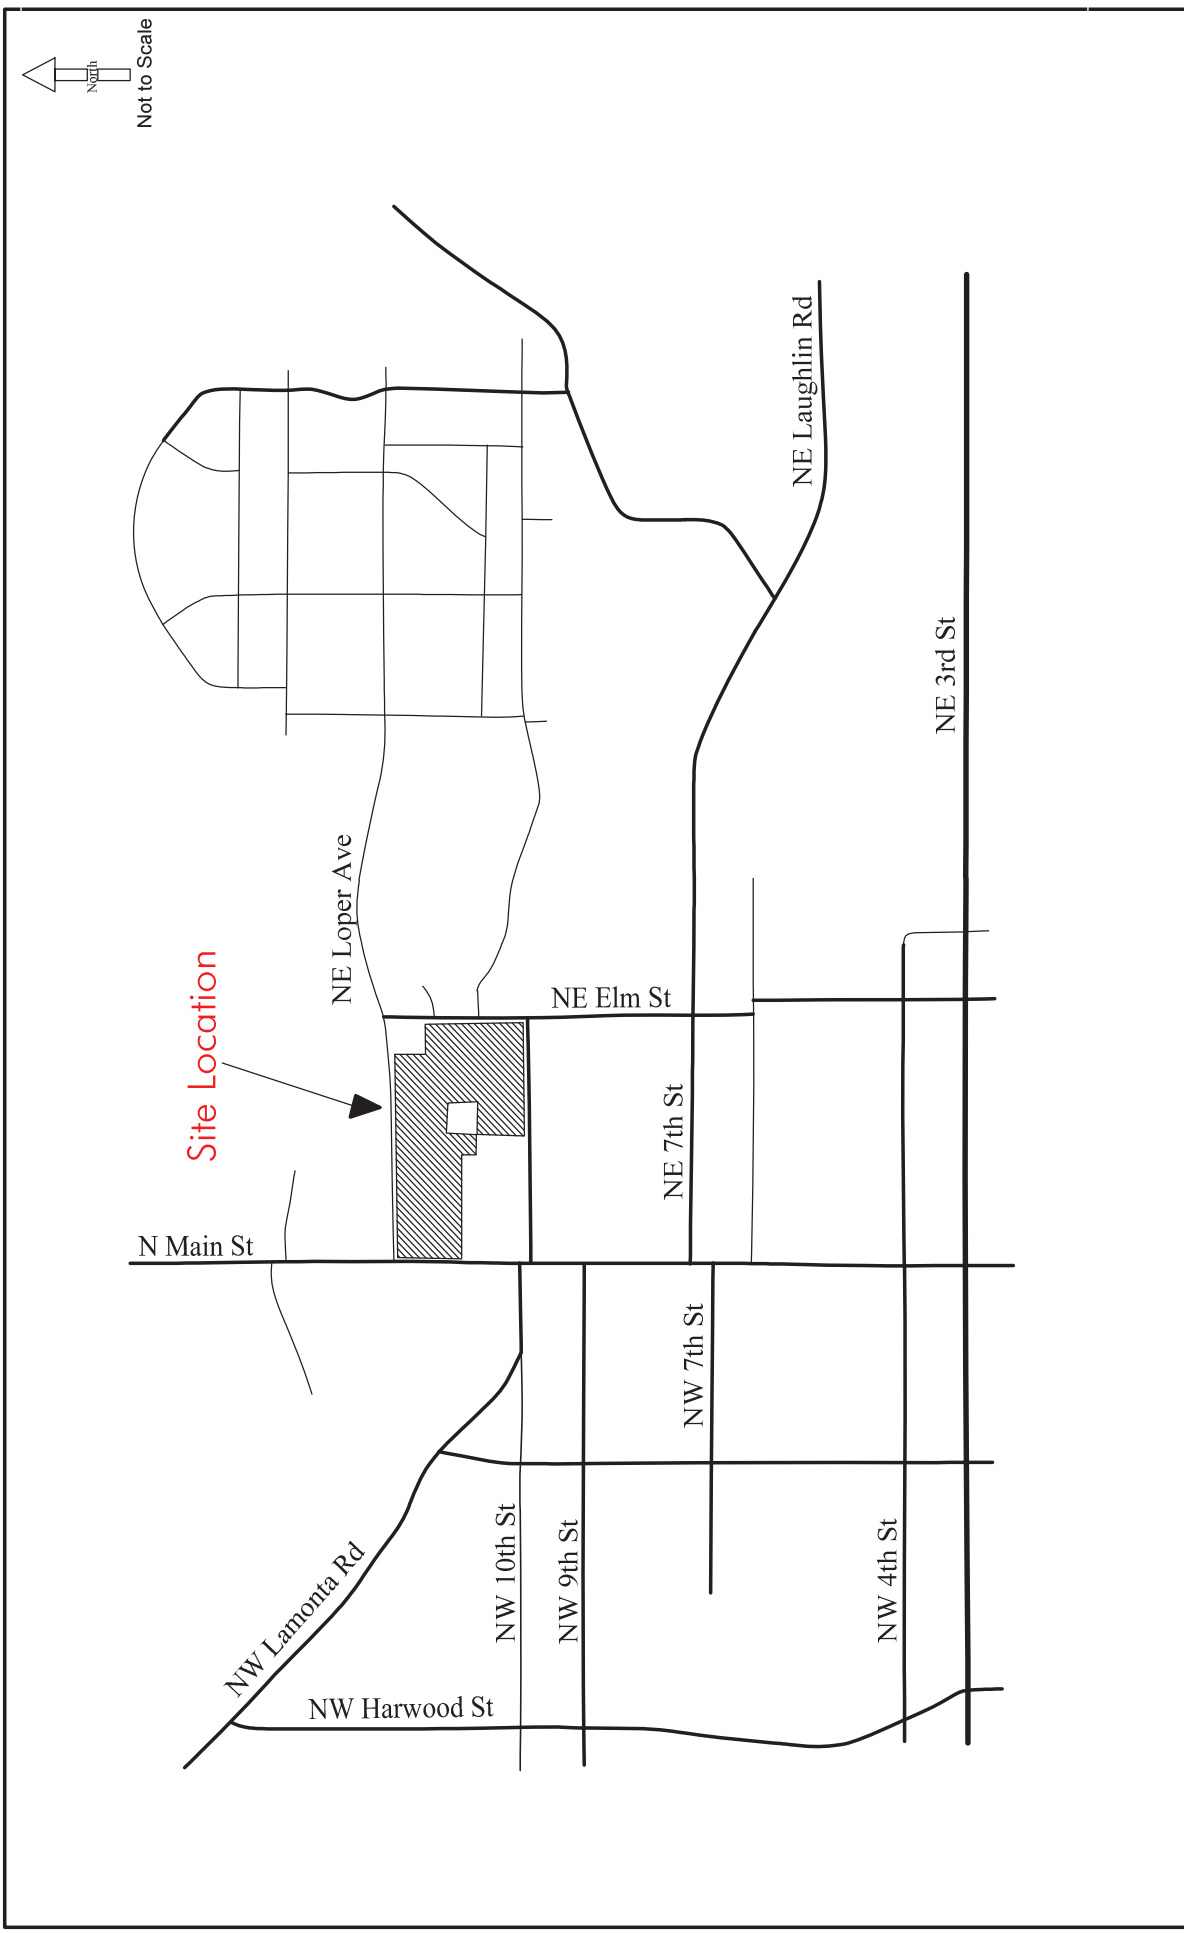 North
Not to Scale
NE Laughlin Rd
NE 3rd St
NE Loper Ave
Site Location
NE Elm St
NE 7th St
N Main St
NW 7th St
NW 10th St
NW 9th St
NW 4th St
NW Lamonta Rd
NW Harwood St